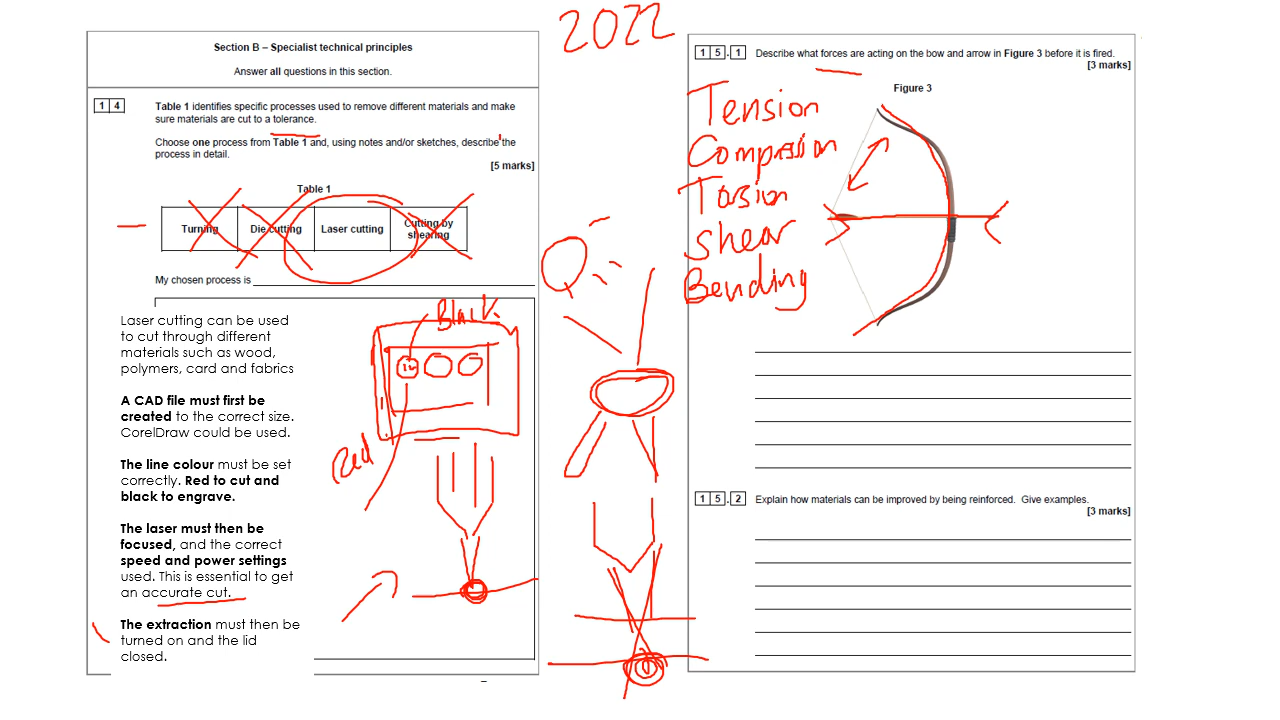 2022
Section B – Specialist technical principles
Answer all questions in this section.
1 4
Table 1 identifies specific processes used to remove different materials and make
sure materials are cut to a tolerance.
Choose one process from Table 1 and, using notes and/or sketches, describe the
process in detail.
[5 marks]
Table 1
Turning
Die cutting
Laser cutting
Cutting by
shearing
My chosen process is
Laser cutting can be used
to cut through different
materials such as wood,
polymers, card and fabrics
A CAD file must first be
created to the correct size.
CorelDraw could be used.
The line colour must be set
correctly. Red to cut and
black to engrave.
The laser must then be
focused, and the correct
speed and power settings
used. This is essential to get
an accurate cut.
The extraction must then be
turned on and the lid
closed.
Black
Red
1 5 . 1
Describe what forces are acting on the bow and arrow in Figure 3 before it is fired.
[3 marks]
Figure 3
Tension
Torsion
Shear
Bending
1 5 . 2
Explain how materials can be improved by being reinforced. Give examples.
[3 marks]